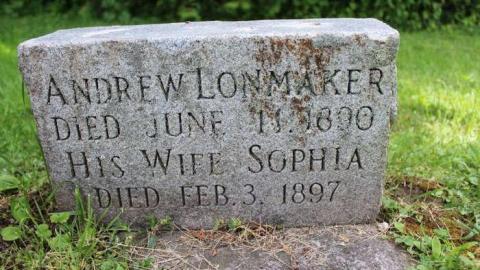 ANDREW LONMAKER
DIED JUNE 11.1890
HIS WIFE SOPHIA
DIED FEB. 3. 1897